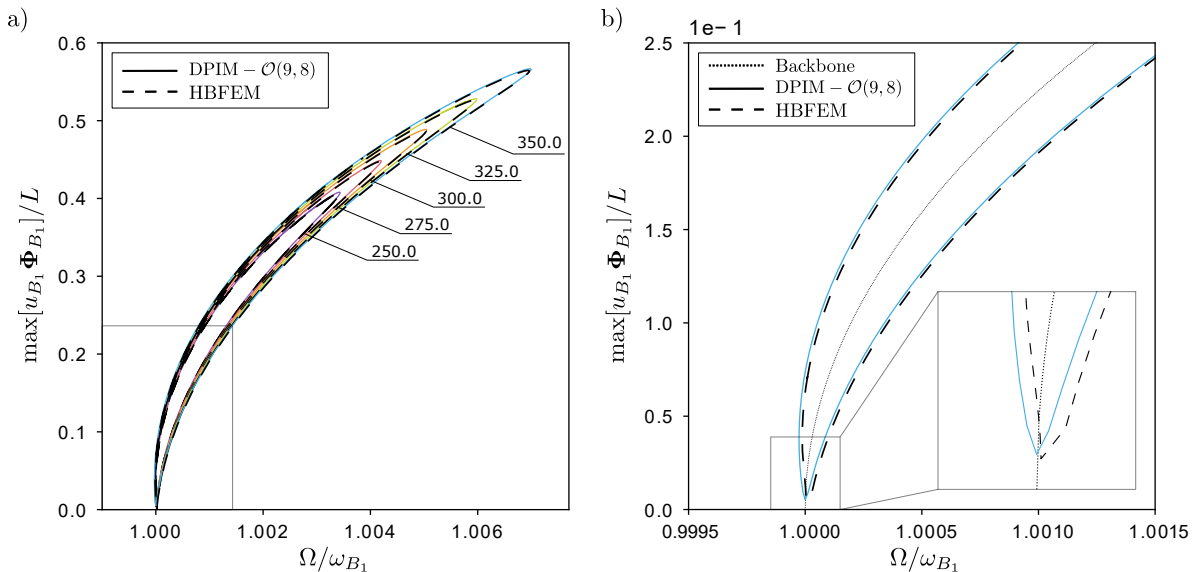 a)
0.6
0.5
0.4
0.3
0.2
0.1
0.0
max[u_{B_1} Φ_{B_1}]/L
DPIM − 𝒪(9, 8)
HBFEM
350.0
325.0
300.0
275.0
250.0
1.000
1.002
1.004
1.006
Ω/ω_{B_1}
b)
1e−1
2.5
2.0
1.5
1.0
0.5
0.0
max[u_{B_1} Φ_{B_1}]/L
Backbone
DPIM − 𝒪(9, 8)
HBFEM
0.9995
1.0000
1.0005
1.0010
1.0015
Ω/ω_{B_1}